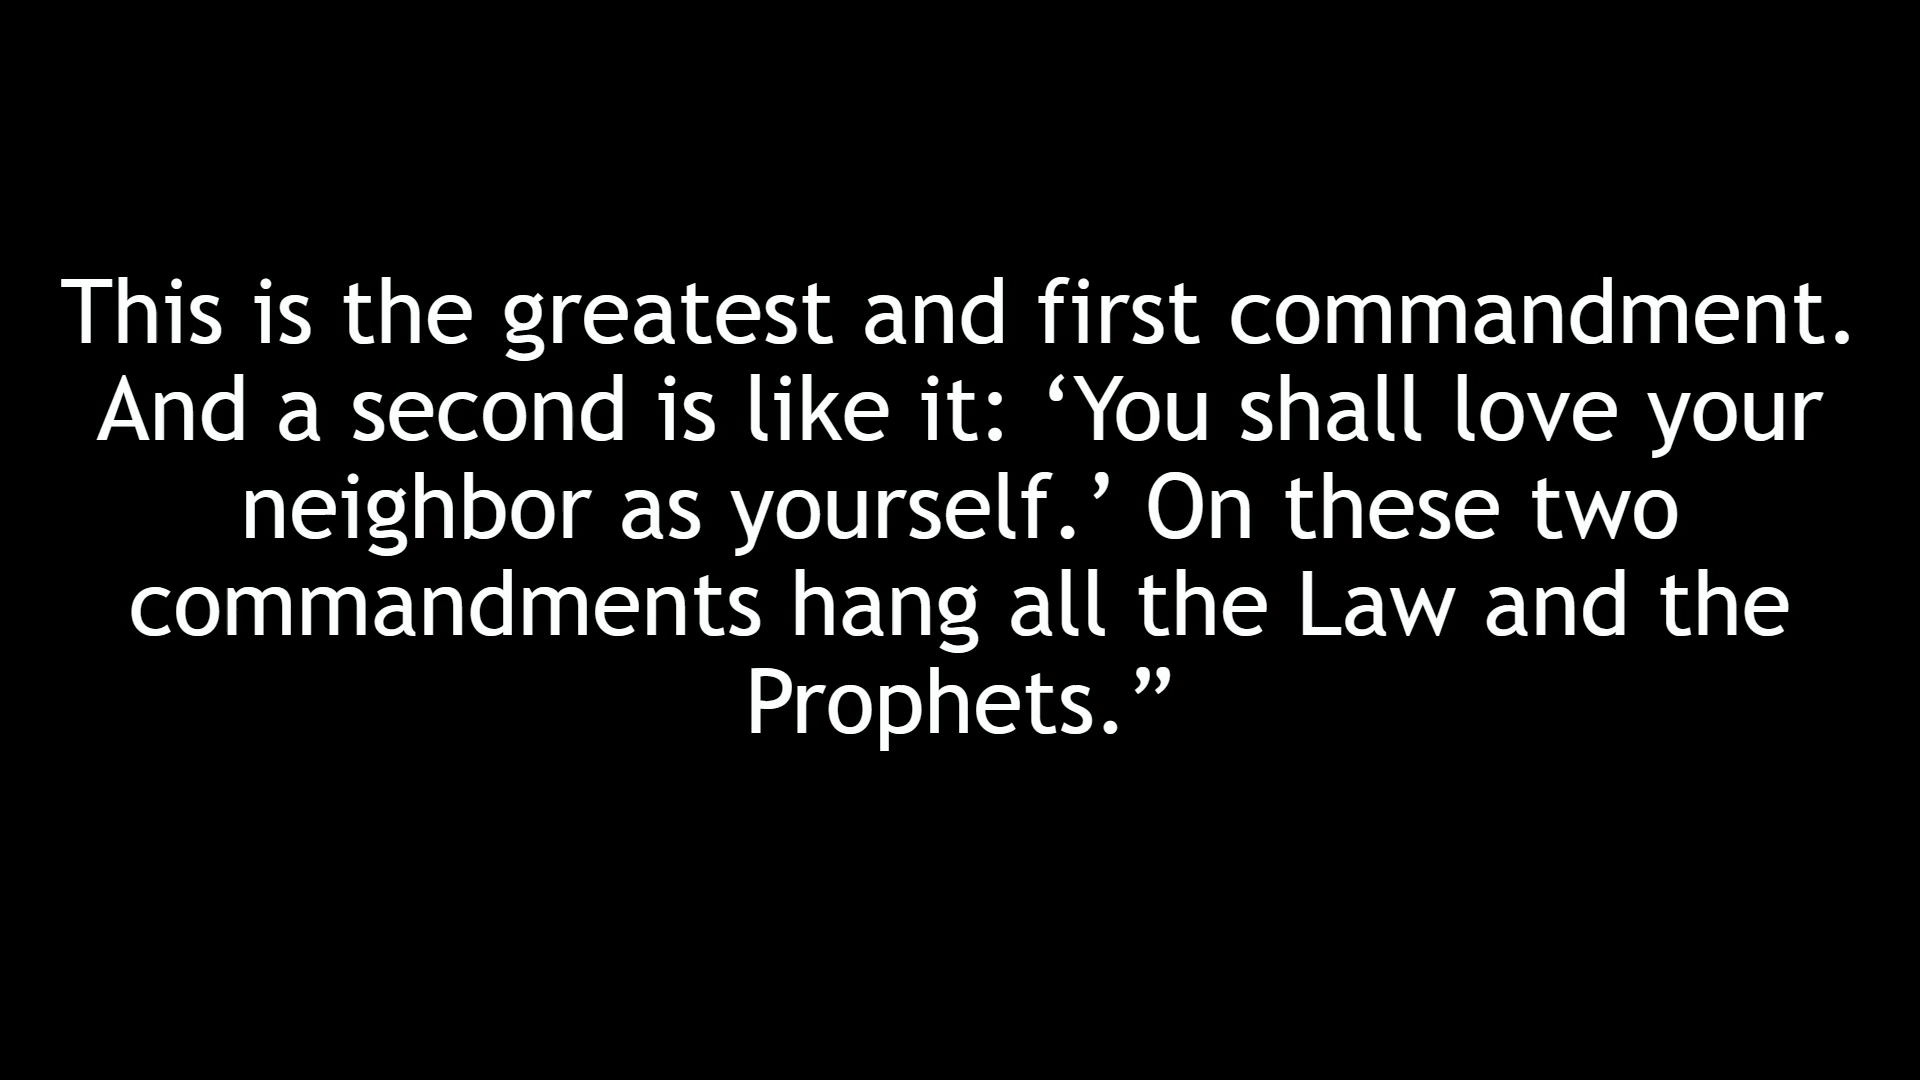 This is the greatest and first commandment.
And a second is like it: ‘You shall love your
neighbor as yourself.’ On these two
commandments hang all the Law and the
Prophets.”